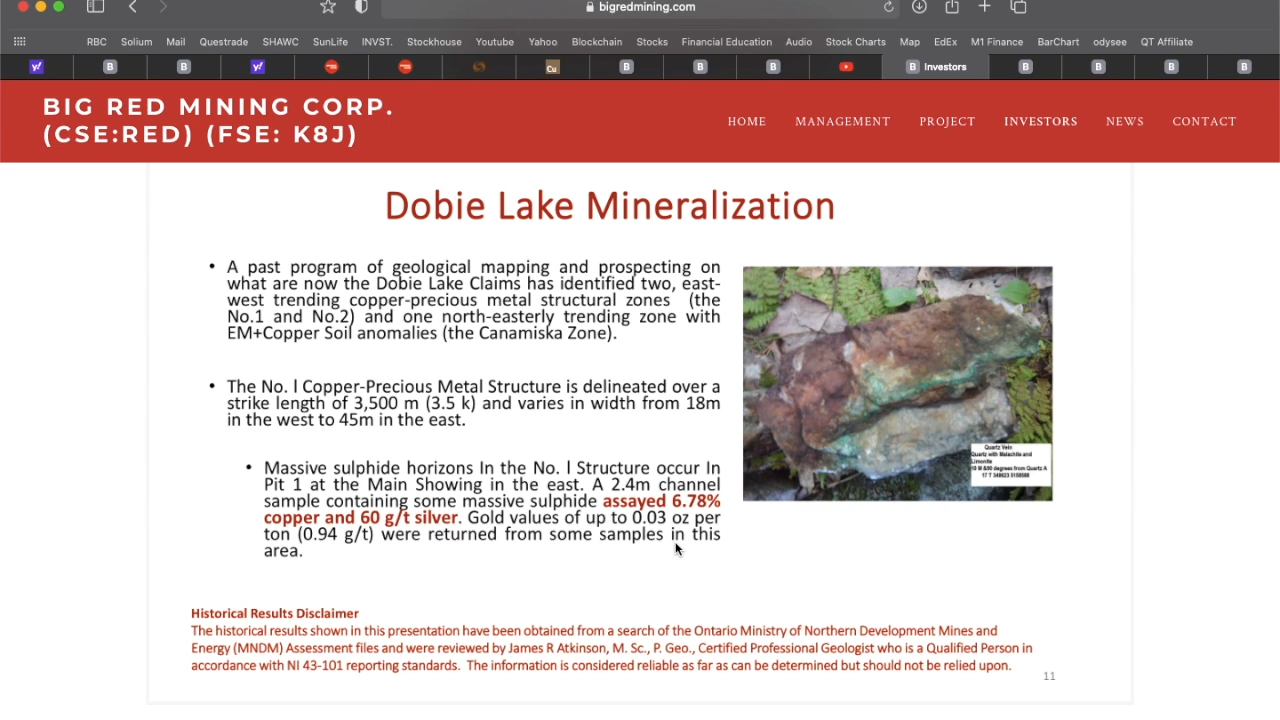 bigredmining.com
RBC Solium Mail Questrade SHAWC SunLife INVST. Stockhouse Youtube Yahoo Blockchain Stocks Financial Education Audio Stock Charts Map EdEx M1 Finance BarChart odysee QT Affiliate
y! B B y! Cu B B B B Investors B B B B
BIG RED MINING CORP.
(CSE:RED) (FSE: K8J)
HOME MANAGEMENT PROJECT INVESTORS NEWS CONTACT
Dobie Lake Mineralization
• A past program of geological mapping and prospecting on
what are now the Dobie Lake Claims has identified two, east-
west trending copper-precious metal structural zones (the
No.1 and No.2) and one north-easterly trending zone with
EM+Copper Soil anomalies (the Canamiska Zone).
• The No. l Copper-Precious Metal Structure is delineated over a
strike length of 3,500 m (3.5 k) and varies in width from 18m
in the west to 45m in the east.
• Massive sulphide horizons In the No. l Structure occur In
Pit 1 at the Main Showing in the east. A 2.4m channel
sample containing some massive sulphide assayed 6.78%
copper and 60 g/t silver. Gold values of up to 0.03 oz per
ton (0.94 g/t) were returned from some samples in this
area.
Quartz Vein
Quartz with Malachite and
Limonite
degrees from Quartz A
17 T
Historical Results Disclaimer
The historical results shown in this presentation have been obtained from a search of the Ontario Ministry of Northern Development Mines and
Energy (MNDM) Assessment files and were reviewed by James R Atkinson, M. Sc., P. Geo., Certified Professional Geologist who is a Qualified Person in
accordance with NI 43-101 reporting standards. The information is considered reliable as far as can be determined but should not be relied upon.
11